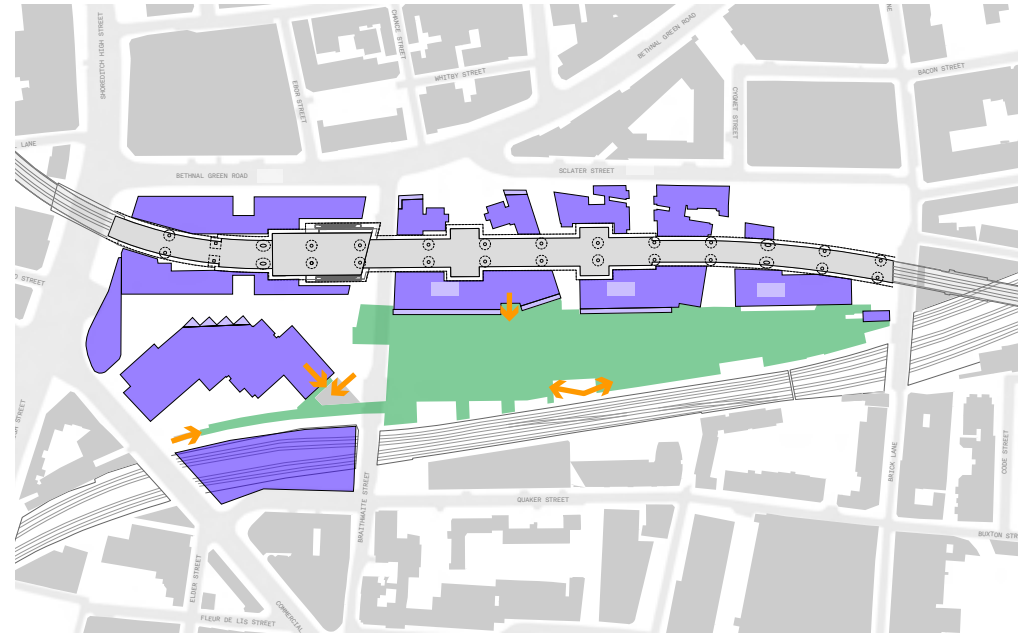 SHOREDITCH HIGH STREET
CHANCE STREET
BETHNAL GREEN ROAD
WHITBY STREET
EBOR STREET
BACON STREET
CYGNET STREET
LANE
BETHNAL GREEN ROAD
SCLATER STREET
STREET
BRICK LANE
CODE STREET
BRAITHWAITE STREET
QUAKER STREET
BUXTON STR
ELDER STREET
FLEUR DE LIS STREET
COMMERCIAL